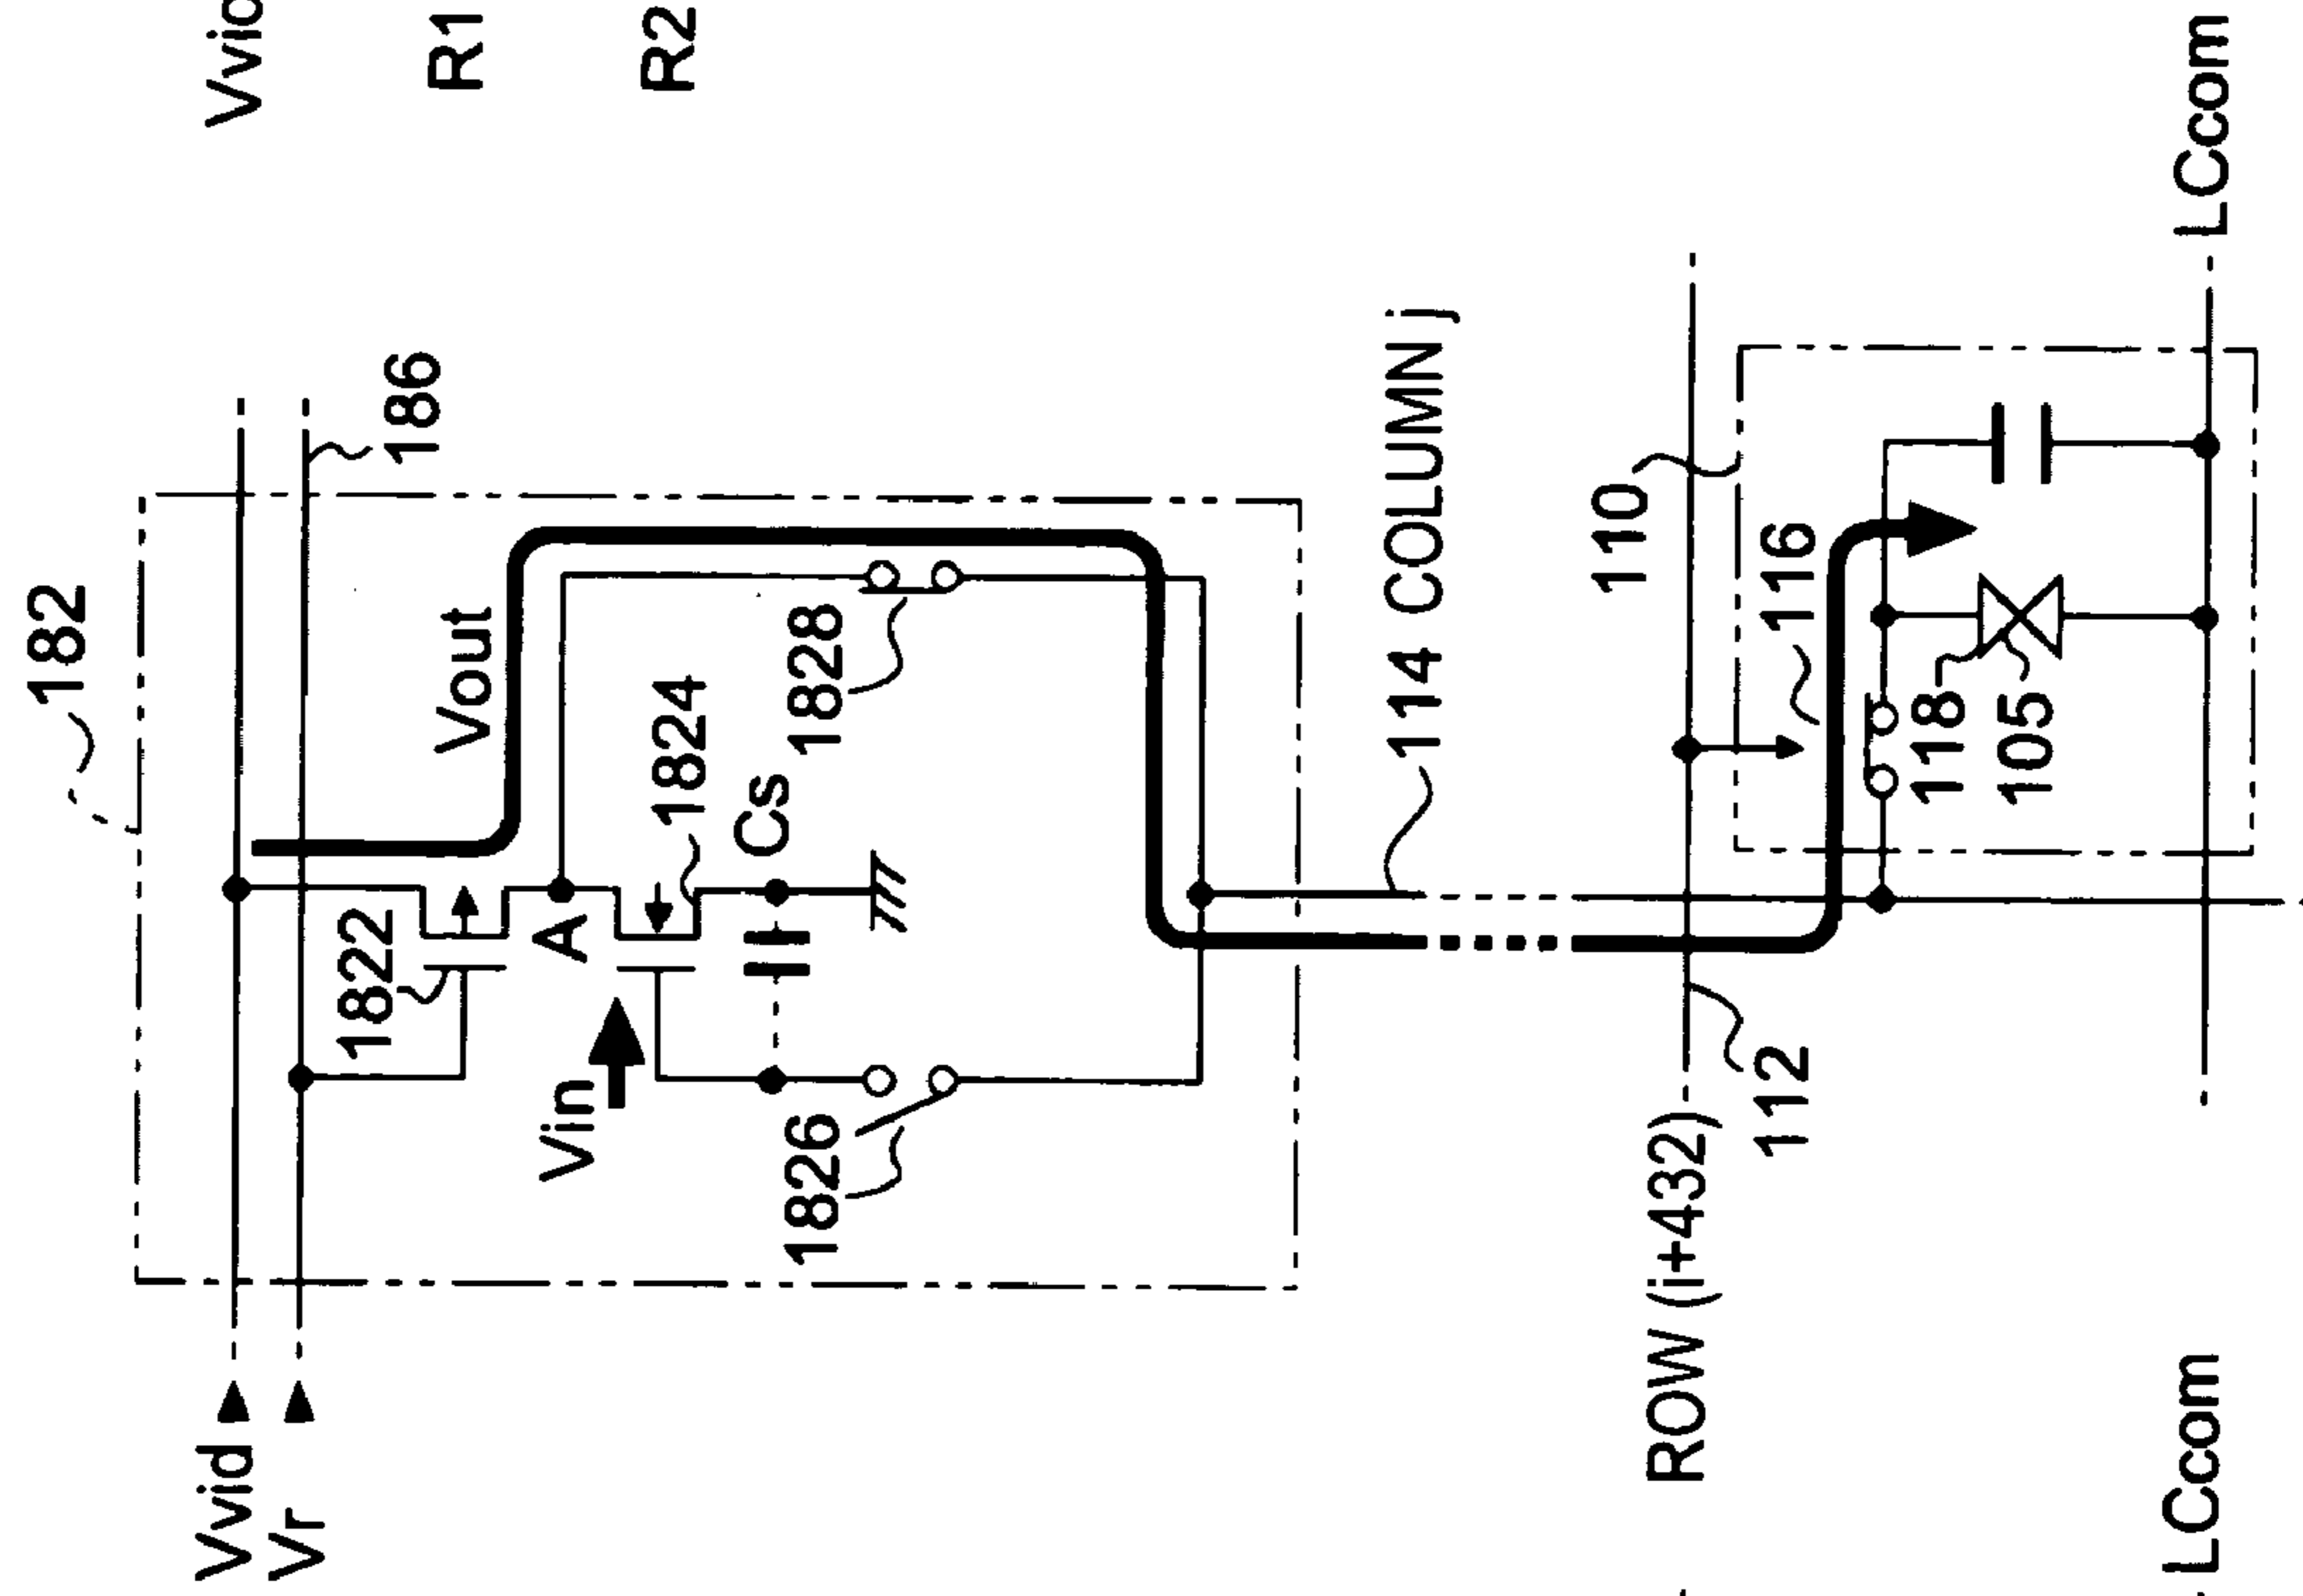 182
Vvid
Vr
186
1822
Vout
A
Vin
1824
Cs
1826
1828
114 COLUMN j
ROW (i+432)
112
110
116
118
105
LCcom
LCcom
R1
R2